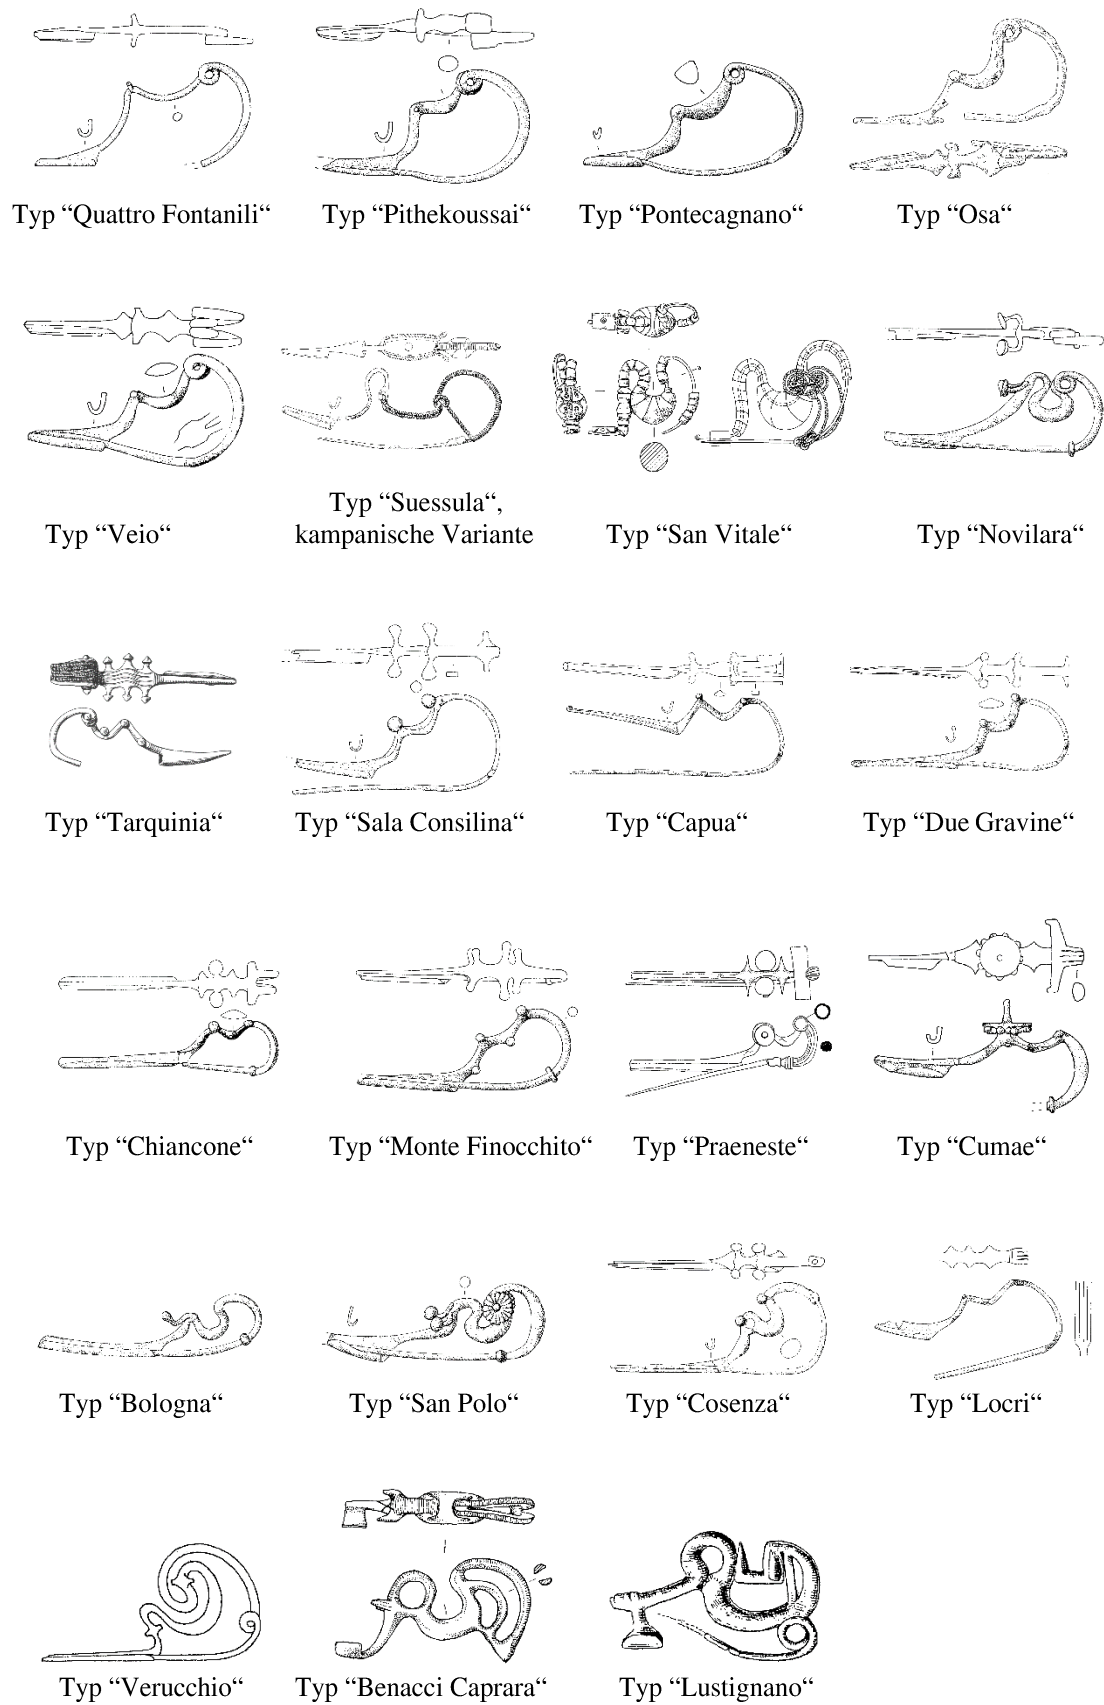 Typ “Quattro Fontanili“
Typ “Pithekoussai“
Typ “Pontecagnano“
Typ “Osa“
Typ “Veio“
Typ “Suessula“,
kampanische Variante
Typ “San Vitale“
Typ “Novilara“
Typ “Tarquinia“
Typ “Sala Consilina“
Typ “Capua“
Typ “Due Gravine“
Typ “Chiancone“
Typ “Monte Finocchito“
Typ “Praeneste“
Typ “Cumae“
Typ “Bologna“
Typ “San Polo“
Typ “Cosenza“
Typ “Locri“
Typ “Verucchio“
Typ “Benacci Caprara“
Typ “Lustignano“